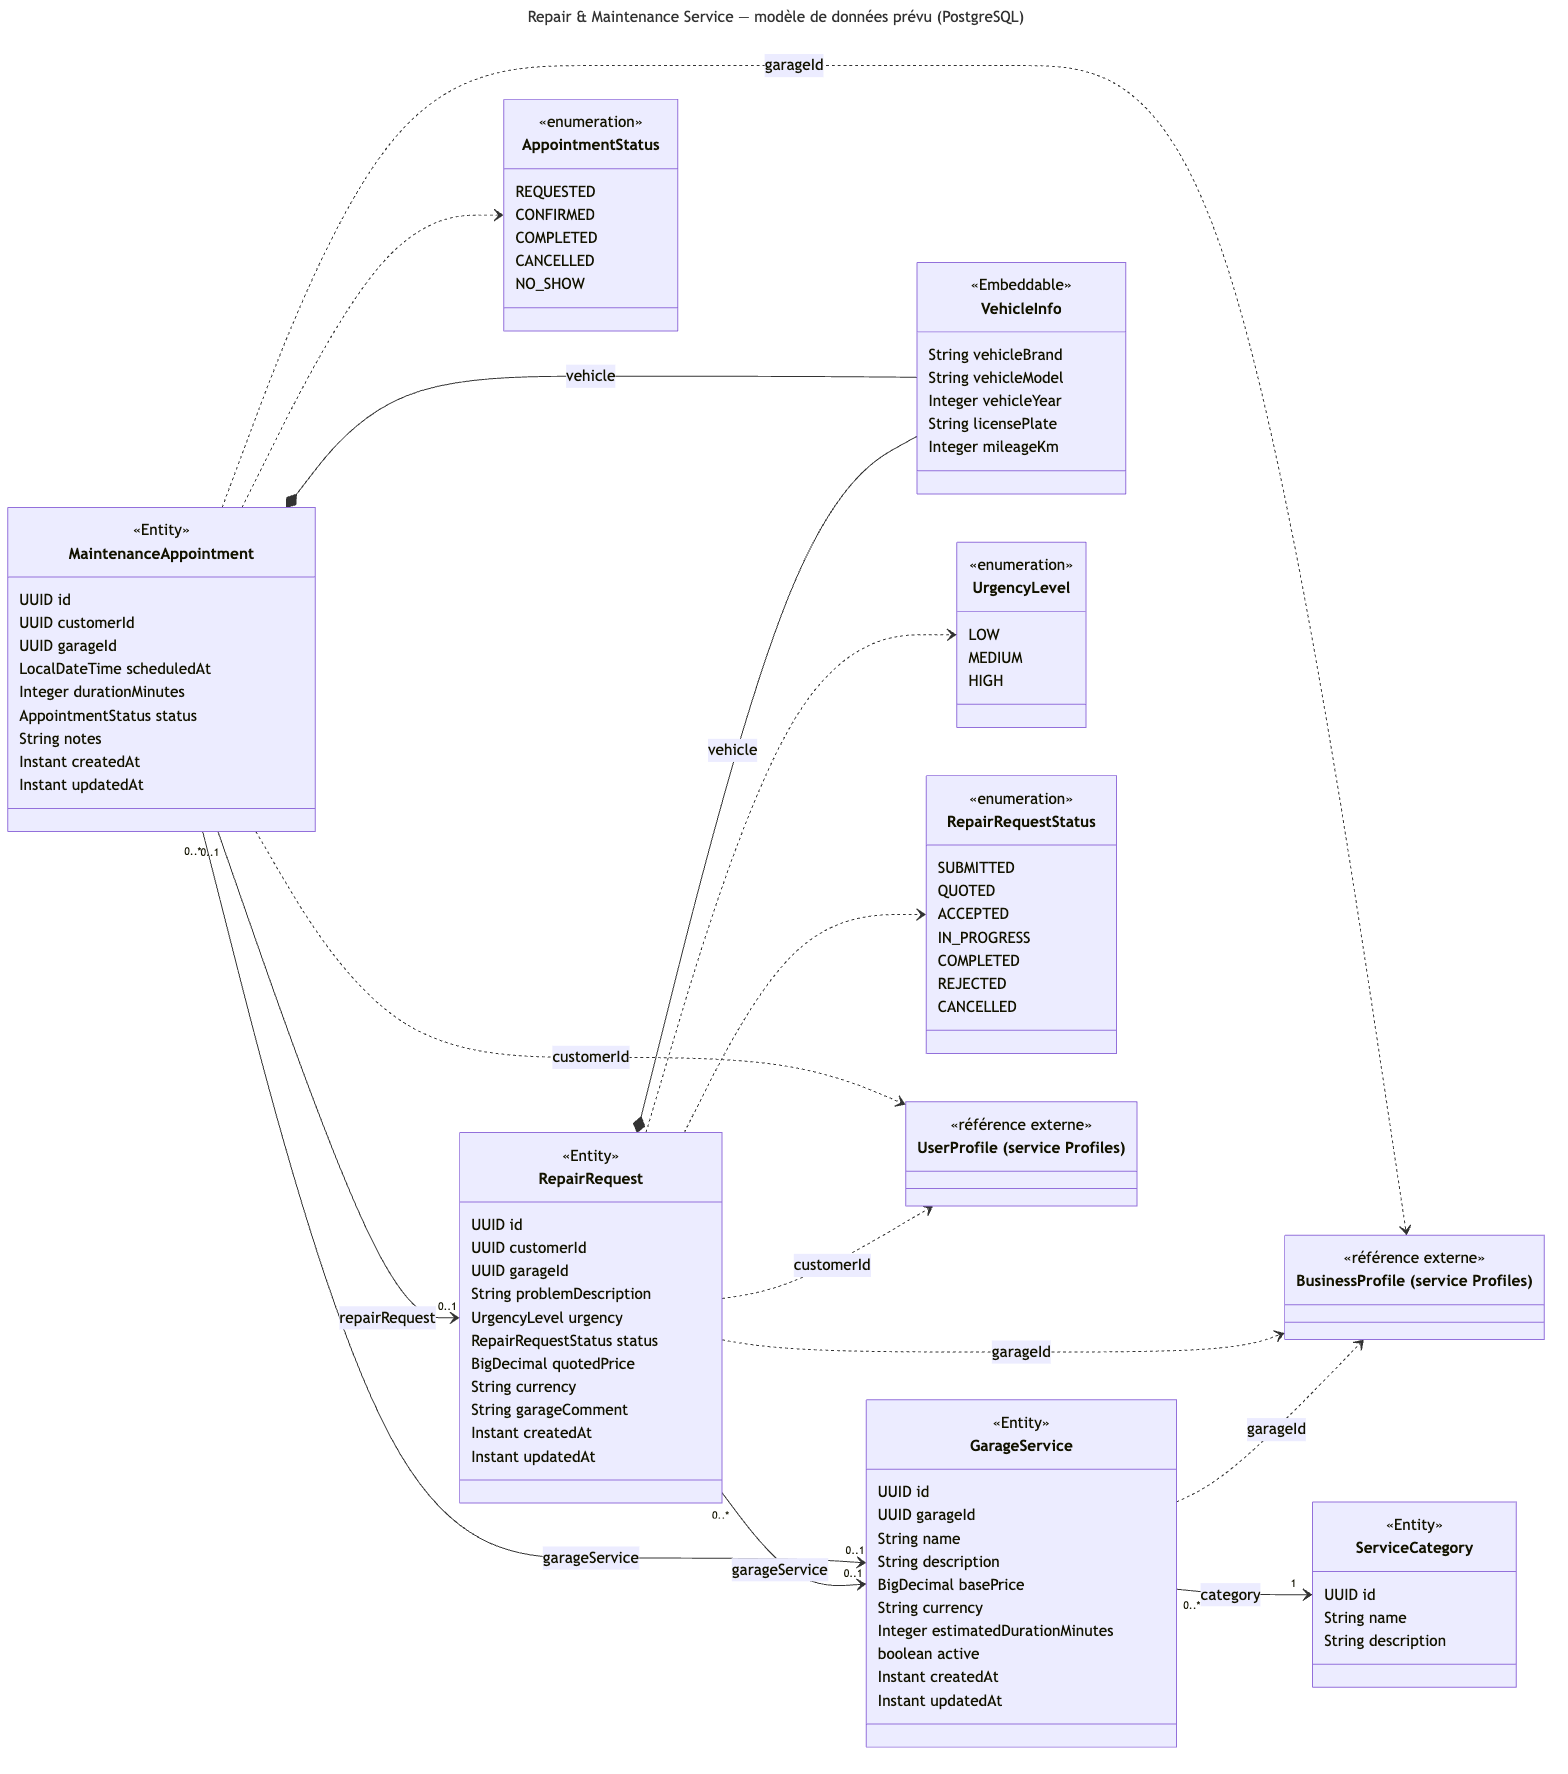 Repair & Maintenance Service — modèle de données prévu (PostgreSQL)
garageId
«enumeration»
AppointmentStatus
REQUESTED
CONFIRMED
COMPLETED
CANCELLED
NO_SHOW
«Embeddable»
VehicleInfo
String vehicleBrand
String vehicleModel
Integer vehicleYear
String licensePlate
Integer mileageKm
vehicle
«Entity»
MaintenanceAppointment
UUID id
UUID customerId
UUID garageId
LocalDateTime scheduledAt
Integer durationMinutes
AppointmentStatus status
String notes
Instant createdAt
Instant updatedAt
«enumeration»
UrgencyLevel
LOW
MEDIUM
HIGH
vehicle
«enumeration»
RepairRequestStatus
SUBMITTED
QUOTED
ACCEPTED
IN_PROGRESS
COMPLETED
REJECTED
CANCELLED
0..*
0..1
customerId
«référence externe»
UserProfile (service Profiles)
«Entity»
RepairRequest
UUID id
UUID customerId
UUID garageId
String problemDescription
UrgencyLevel urgency
RepairRequestStatus status
BigDecimal quotedPrice
String currency
String garageComment
Instant createdAt
Instant updatedAt
customerId
«référence externe»
BusinessProfile (service Profiles)
repairRequest
0..1
garageId
garageId
«Entity»
GarageService
UUID id
UUID garageId
String name
String description
BigDecimal basePrice
String currency
Integer estimatedDurationMinutes
boolean active
Instant createdAt
Instant updatedAt
0..*
garageService
0..1
garageService
0..1
«Entity»
ServiceCategory
UUID id
String name
String description
category
1
0..*